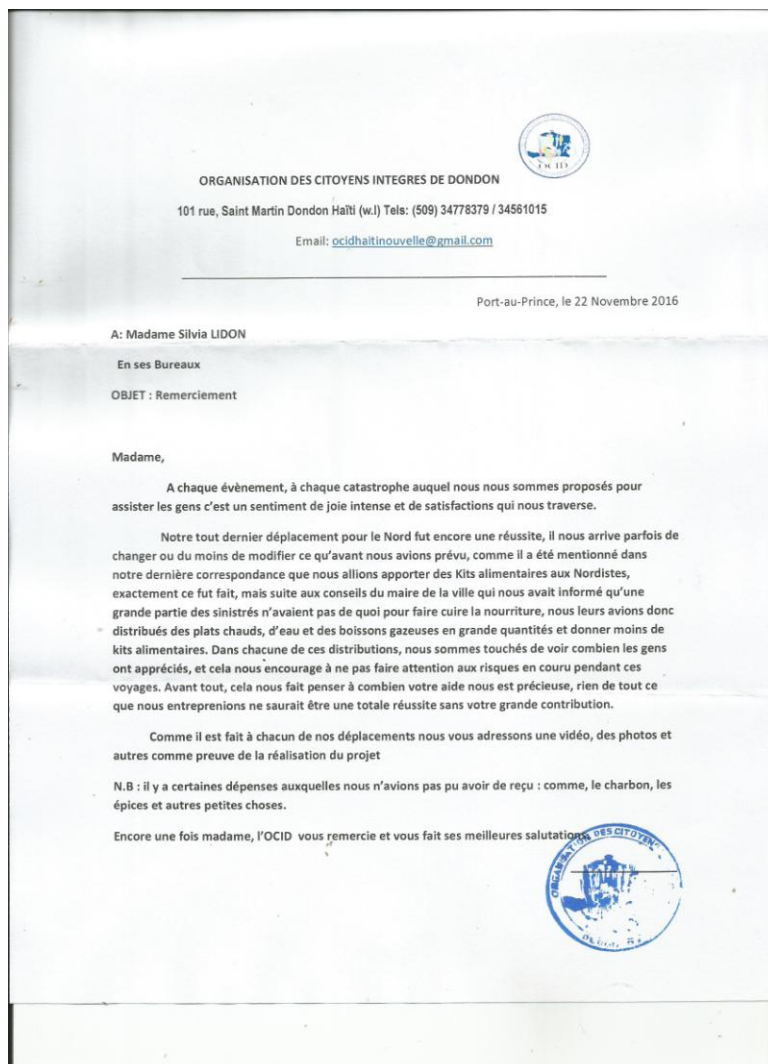 OCID
ORGANISATION DES CITOYENS INTEGRES DE DONDON
101 rue, Saint Martin Dondon Haïti (w.I) Tels: (509) 34778379 / 34561015
Email: ocidhaitinouvelle@gmail.com
Port-au-Prince, le 22 Novembre 2016
A: Madame Silvia LIDON
En ses Bureaux
OBJET : Remerciement
Madame,
A chaque évènement, à chaque catastrophe auquel nous nous sommes proposés pour
assister les gens c'est un sentiment de joie intense et de satisfactions qui nous traverse.
Notre tout dernier déplacement pour le Nord fut encore une réussite, il nous arrive parfois de
changer ou du moins de modifier ce qu'avant nous avions prévu, comme il a été mentionné dans
notre dernière correspondance que nous allions apporter des Kits alimentaires aux Nordistes,
exactement ce fut fait, mais suite aux conseils du maire de la ville qui nous avait informé qu'une
grande partie des sinistrés n'avaient pas de quoi pour faire cuire la nourriture, nous leurs avions donc
distribués des plats chauds, d'eau et des boissons gazeuses en grande quantités et donner moins de
kits alimentaires. Dans chacune de ces distributions, nous sommes touchés de voir combien les gens
ont appréciés, et cela nous encourage à ne pas faire attention aux risques en couru pendant ces
voyages. Avant tout, cela nous fait penser à combien votre aide nous est précieuse, rien de tout ce
que nous entreprenions ne saurait être une totale réussite sans votre grande contribution.
Comme il est fait à chacun de nos déplacements nous vous adressons une vidéo, des photos et
autres comme preuve de la réalisation du projet
N.B : il y a certaines dépenses auxquelles nous n'avions pas pu avoir de reçu : comme, le charbon, les
épices et autres petites choses.
Encore une fois madame, l'OCID vous remercie et vous fait ses meilleures salutations
ORGANISATION DES CITOYENS